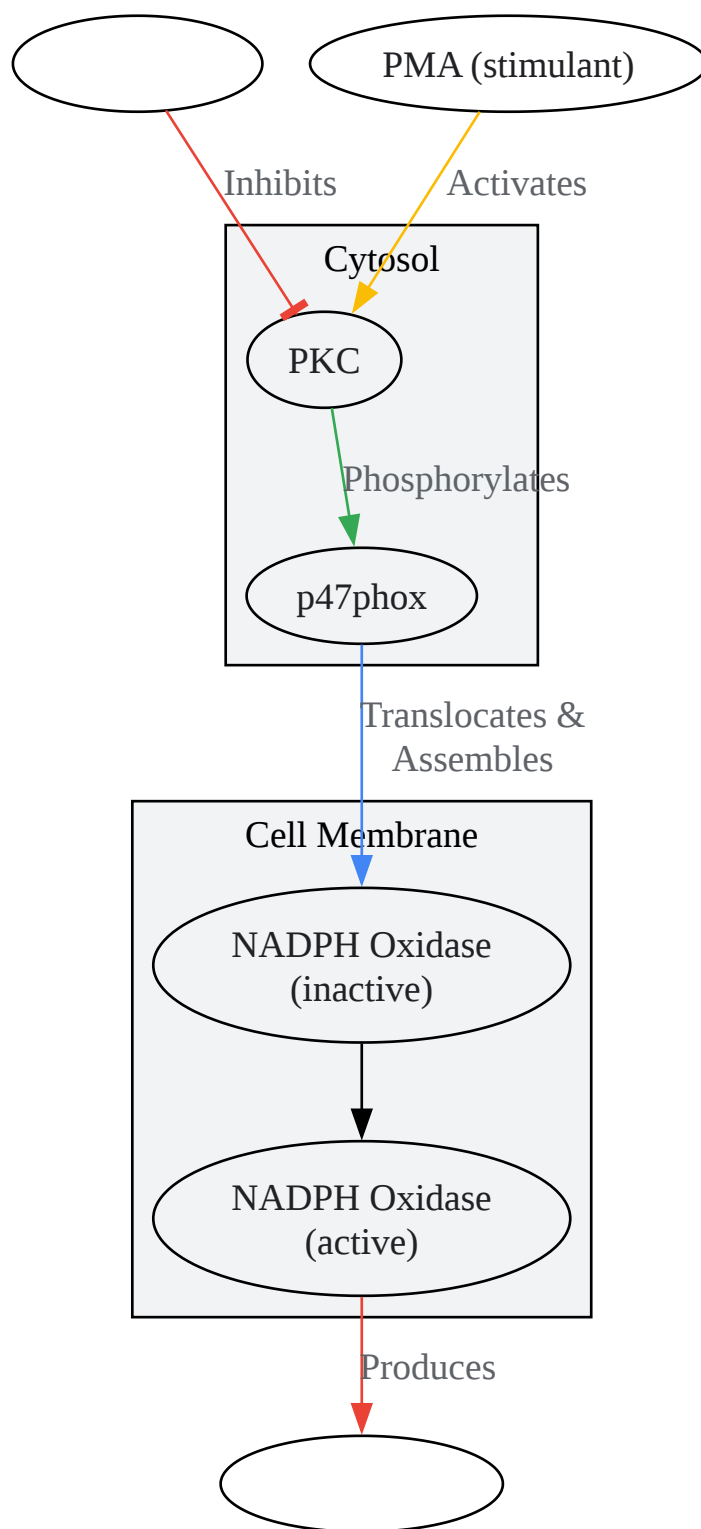 PMA (stimulant)
Inhibits
Activates
Cytosol
PKC
Phosphorylates
p47phox
Translocates &
Assembles
Cell Membrane
NADPH Oxidase
(inactive)
NADPH Oxidase
(active)
Produces